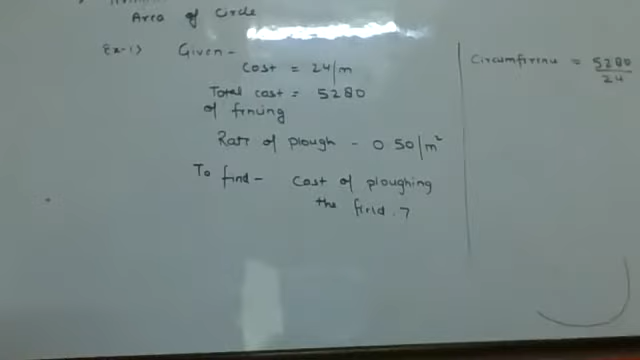 Area of Circle
Ex-1) Given -
Cost = 24/m
Total cost = 5280
of fencing
Rate of plough - 0.50/m²
To find - Cost of ploughing
the field.?
Circumference = 5280
24